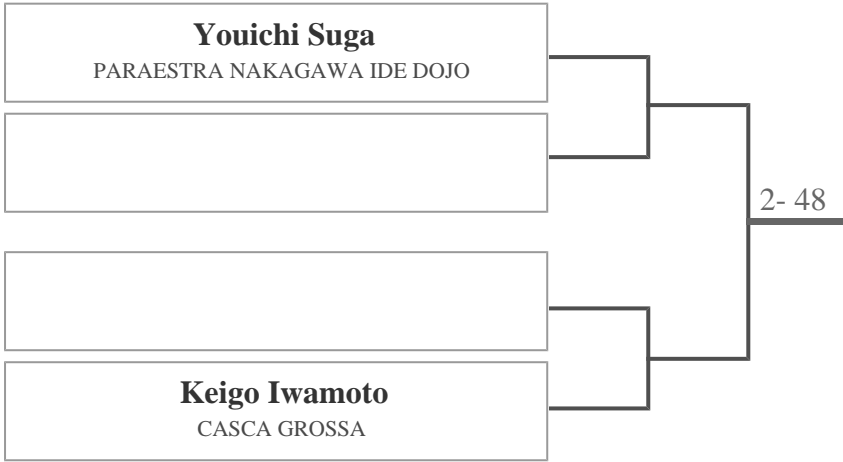 Youichi Suga
PARAESTRA NAKAGAWA IDE DOJO
2- 48
Keigo Iwamoto
CASCA GROSSA